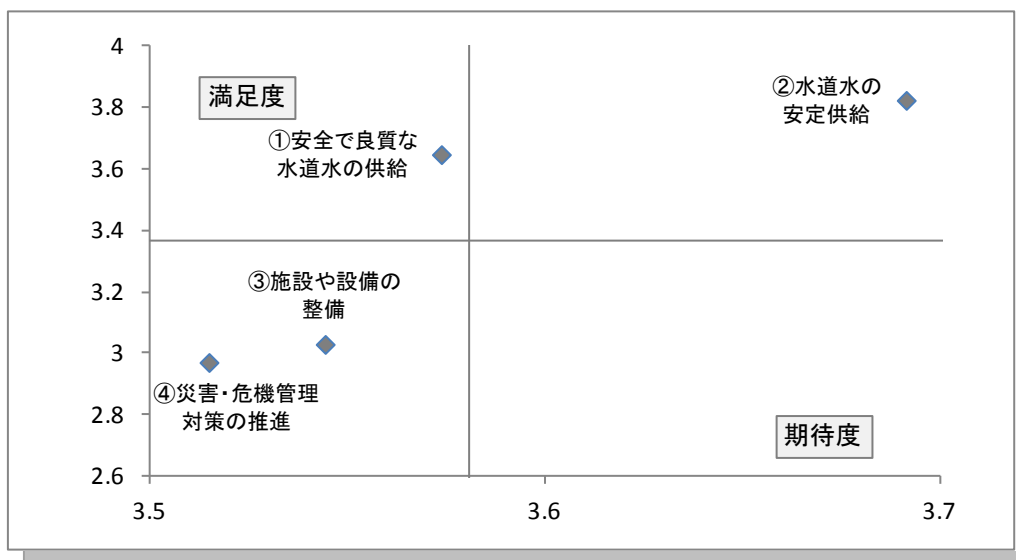 4
3.8
3.6
3.4
3.2
3
2.8
2.6
満足度
①安全で良質な
水道水の供給
②水道水の
安定供給
③施設や設備の
整備
④災害・危機管理
対策の推進
期待度
3.5
3.6
3.7